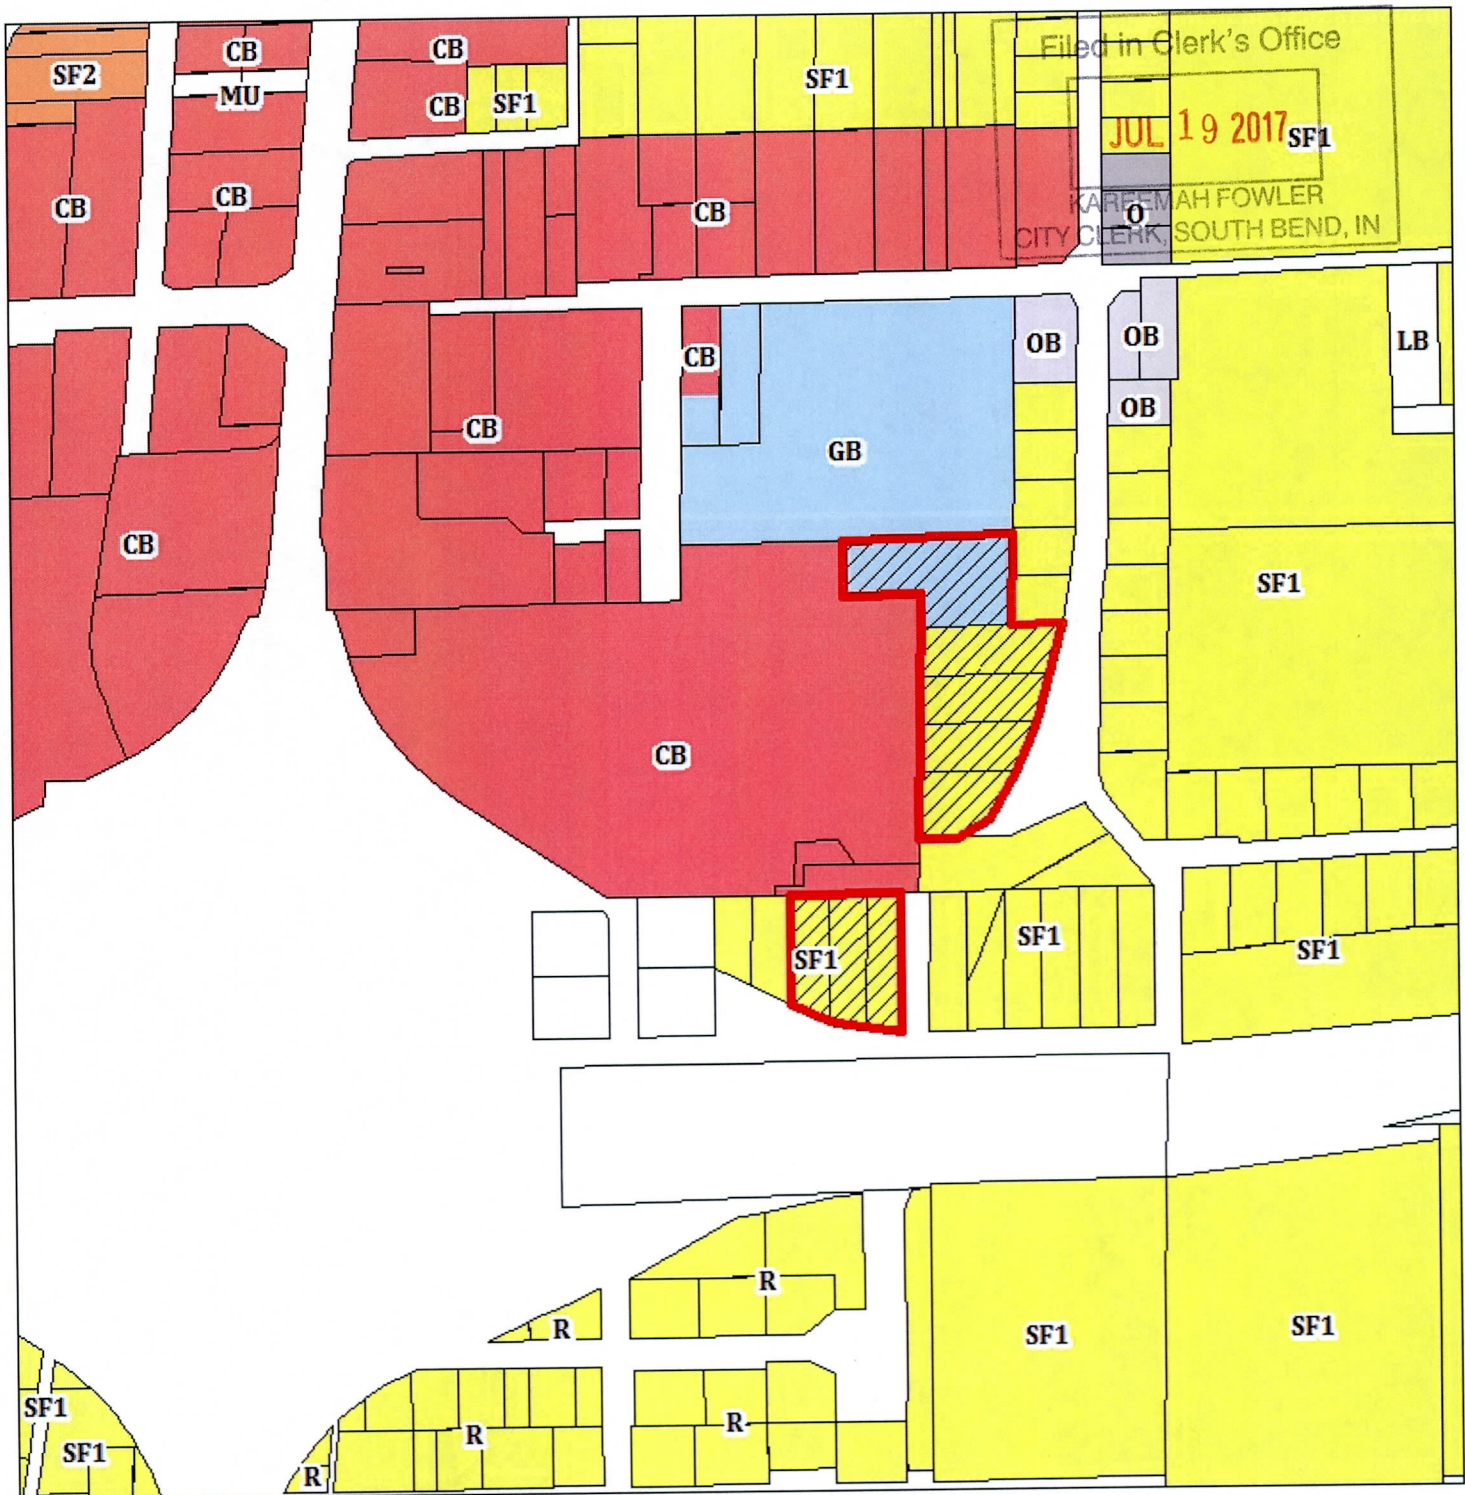 SF2
CB
MU
CB
CB
SF1
SF1
Filed in Clerk's Office
JUL 19 2017
SF1
KAREEMAH FOWLER
CITY CLERK, SOUTH BEND, IN
O
CB
CB
CB
CB
OB
OB
LB
CB
OB
CB
GB
CB
SF1
CB
SF1
SF1
SF1
R
R
SF1
SF1
SF1
SF1
R
R
R